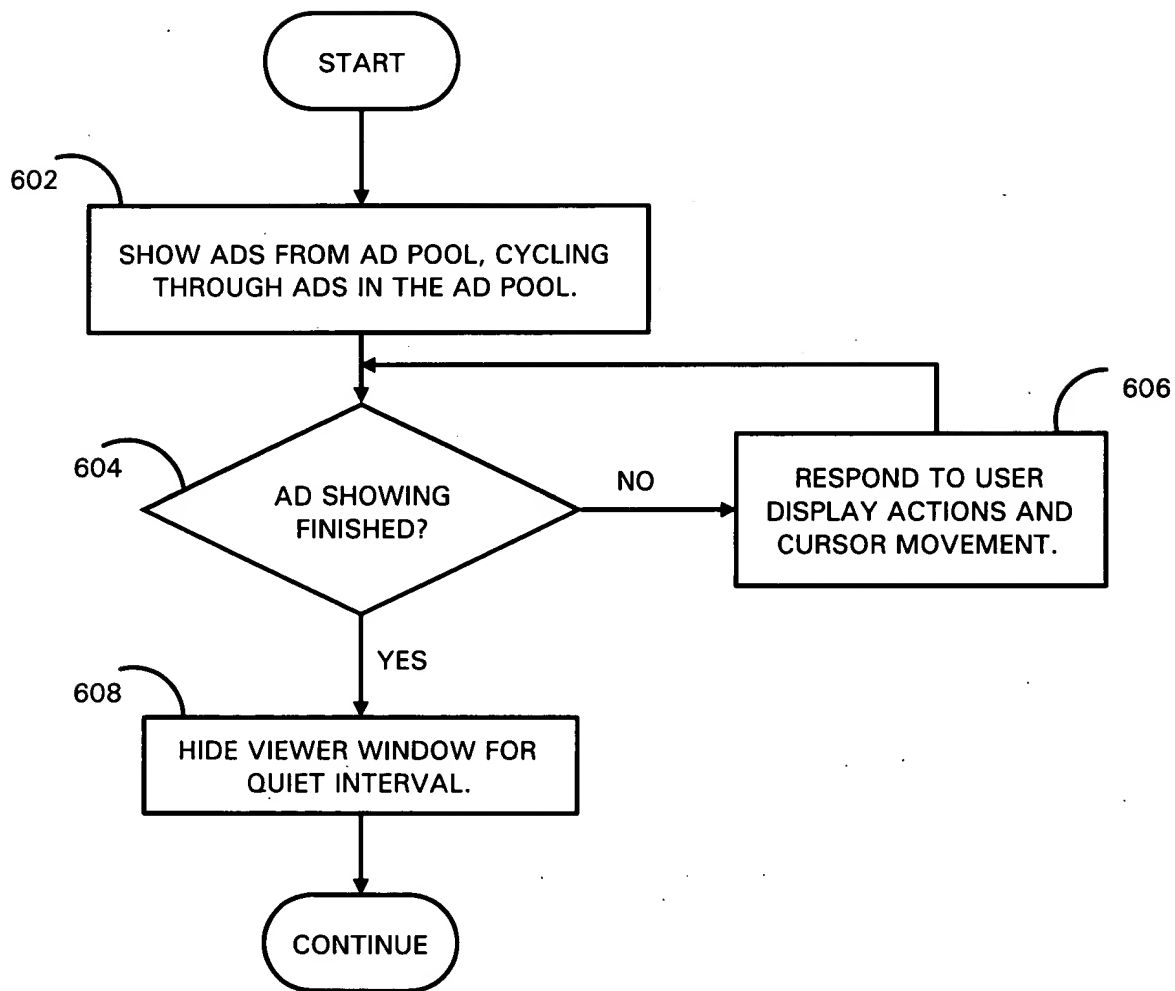 START
602
SHOW ADS FROM AD POOL, CYCLING
THROUGH ADS IN THE AD POOL.
606
604
AD SHOWING
FINISHED?
NO
RESPOND TO USER
DISPLAY ACTIONS AND
CURSOR MOVEMENT.
YES
608
HIDE VIEWER WINDOW FOR
QUIET INTERVAL.
CONTINUE